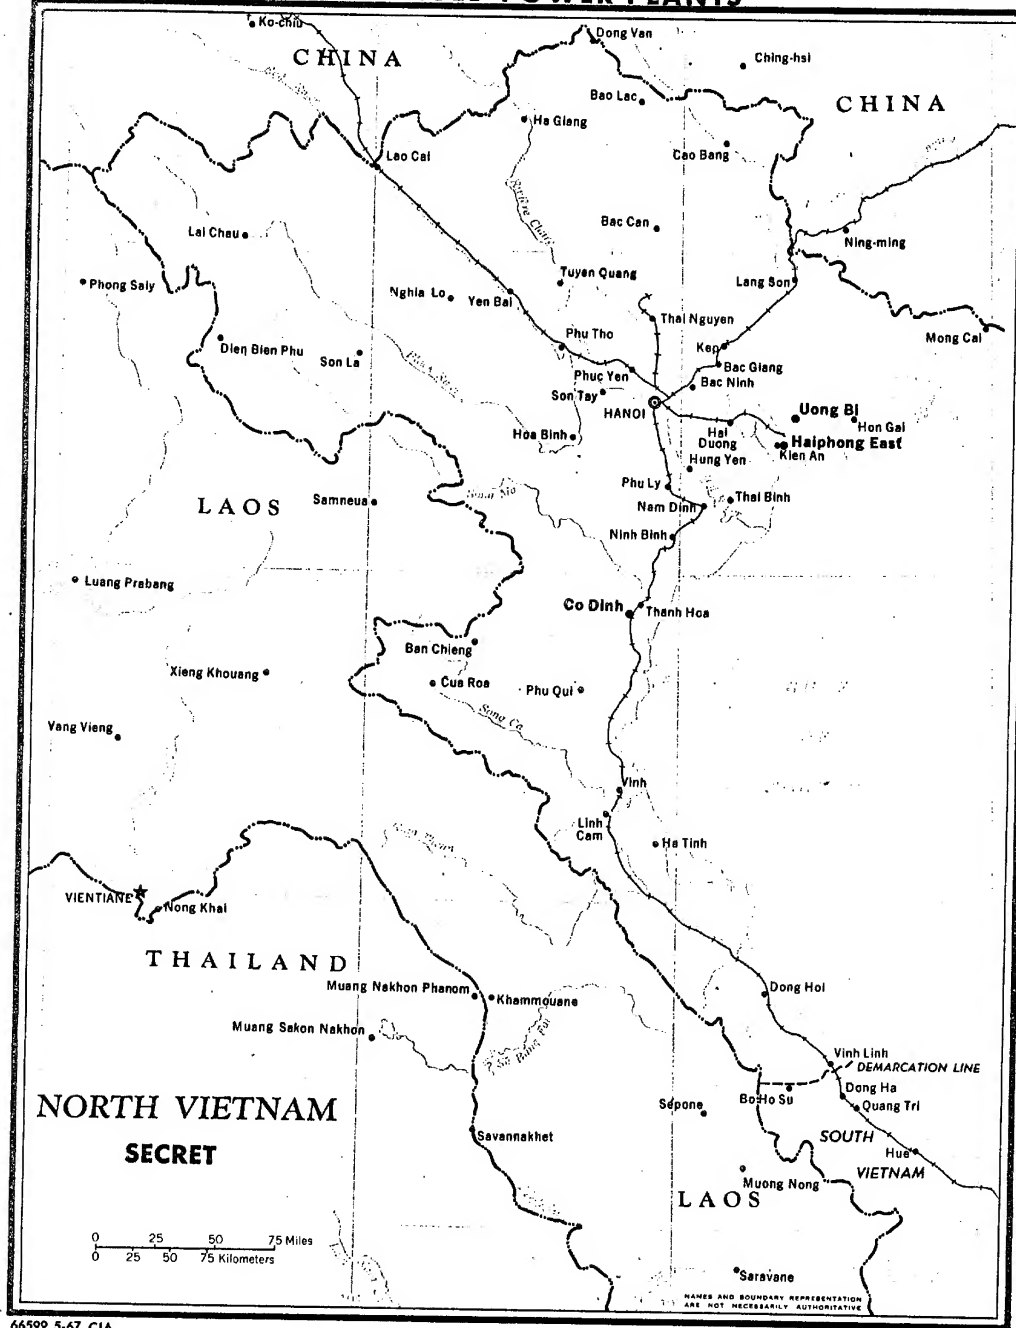 POWER PLANTS
Ko-chiu
CHINA
Dong Van
Ching-hsi
Bao Lac
CHINA
Ha Giang
Cao Bang
Lao Cai
Rivière Claire
Bac Can
Lai Chau
Ning-ming
Phong Saly
Nghia Lo
Yen Bai
Tuyen Quang
Lang Son
Thai Nguyen
Mong Cai
Dien Bien Phu
Son La
Phu Tho
Kep
Phuc Yen
Bac Giang
Bac Ninh
Son Tay
HANOI
Uong Bi
Hon Gai
Hoa Binh
Hai
Duong
Haiphong East
Kien An
Hung Yen
LAOS
Samneua
Phu Ly
Thai Binh
Nam Dinh
Ninh Binh
Luang Prabang
Co Dinh
Thanh Hoa
Ban Chieng
Xieng Khouang
Cua Roa
Phu Qui
Song Ca
Vang Vieng
Vinh
Linh
Cam
Ha Tinh
VIENTIANE
Nong Khai
THAILAND
Muang Nakhon Phanom
Khammouane
Dong Hoi
Muang Sakon Nakhon
Vinh Linh
DEMARCATION LINE
NORTH VIETNAM
SECRET
Sepone
Bo Ho Su
Dong Ha
Quang Tri
Savannakhet
SOUTH
VIETNAM
Hue
Muong Nong
LAOS
0 25 50 75 Miles
0 25 50 75 Kilometers
Saravane
NAMES AND BOUNDARY REPRESENTATION
ARE NOT NECESSARILY AUTHORITATIVE
66599 5-67 CIA